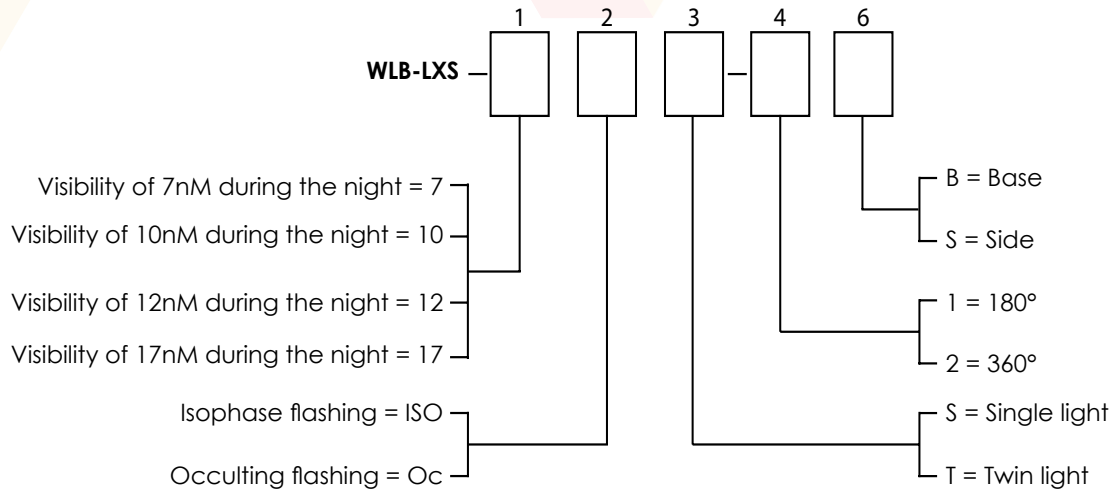 1 2 3 4 6
WLB-LXS
Visibility of 7nM during the night = 7
Visibility of 10nM during the night = 10
Visibility of 12nM during the night = 12
Visibility of 17nM during the night = 17
Isophase flashing = ISO
Occulting flashing = Oc
B = Base
S = Side
1 = 180°
2 = 360°
S = Single light
T = Twin light